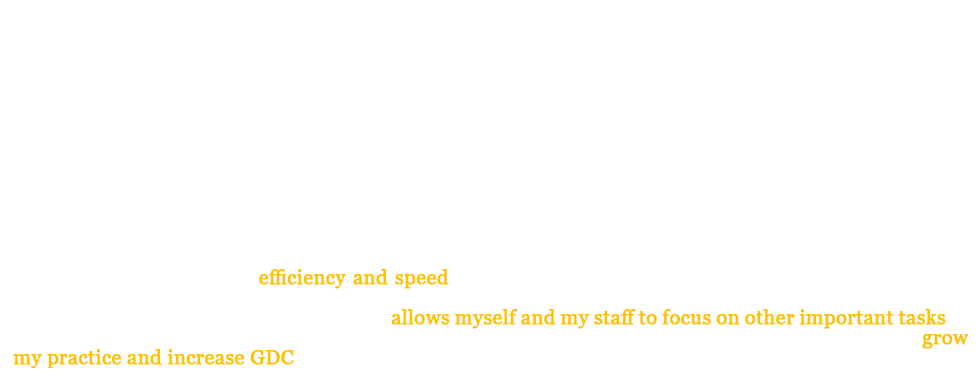 efficiency and speed
allows myself and my staff to focus on other important tasks
grow
my practice and increase GDC